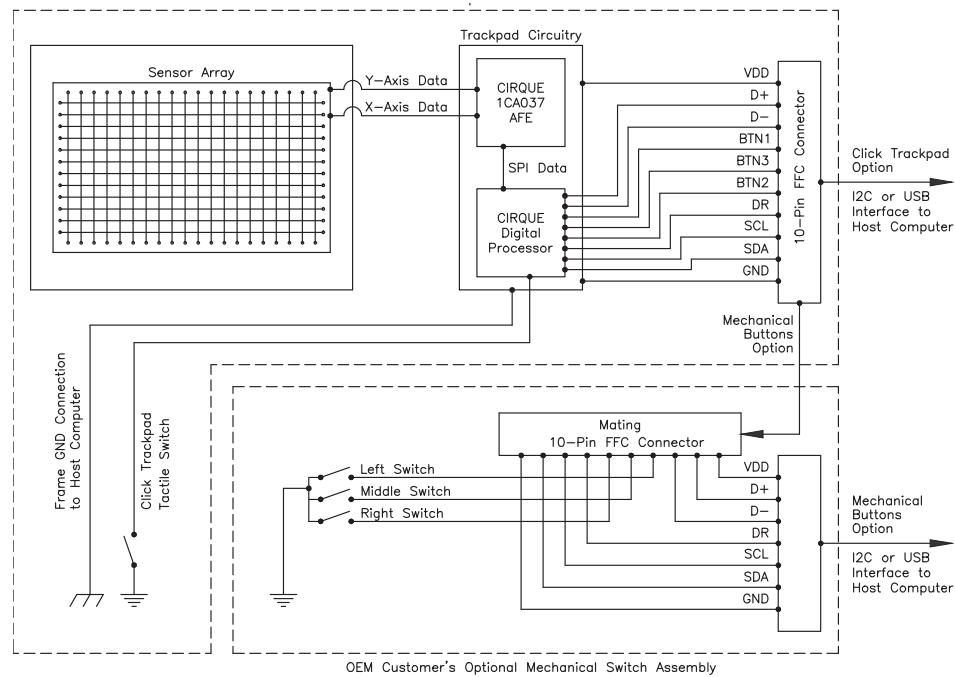 Trackpad Circuitry
Sensor Array
Y-Axis Data
X-Axis Data
CIRQUE
1CA037
AFE
SPI Data
CIRQUE
Digital
Processor
VDD
D+
D-
BTN1
BTN3
BTN2
DR
SCL
SDA
GND
10-Pin FFC Connector
Click Trackpad
Option
I2C or USB
Interface to
Host Computer
Mechanical
Buttons
Option
Frame GND Connection
to Host Computer
Click Trackpad
Tactile Switch
Mating
10-Pin FFC Connector
Left Switch
Middle Switch
Right Switch
VDD
D+
D-
DR
SCL
SDA
GND
Mechanical
Buttons
Option
I2C or USB
Interface to
Host Computer
OEM Customer's Optional Mechanical Switch Assembly